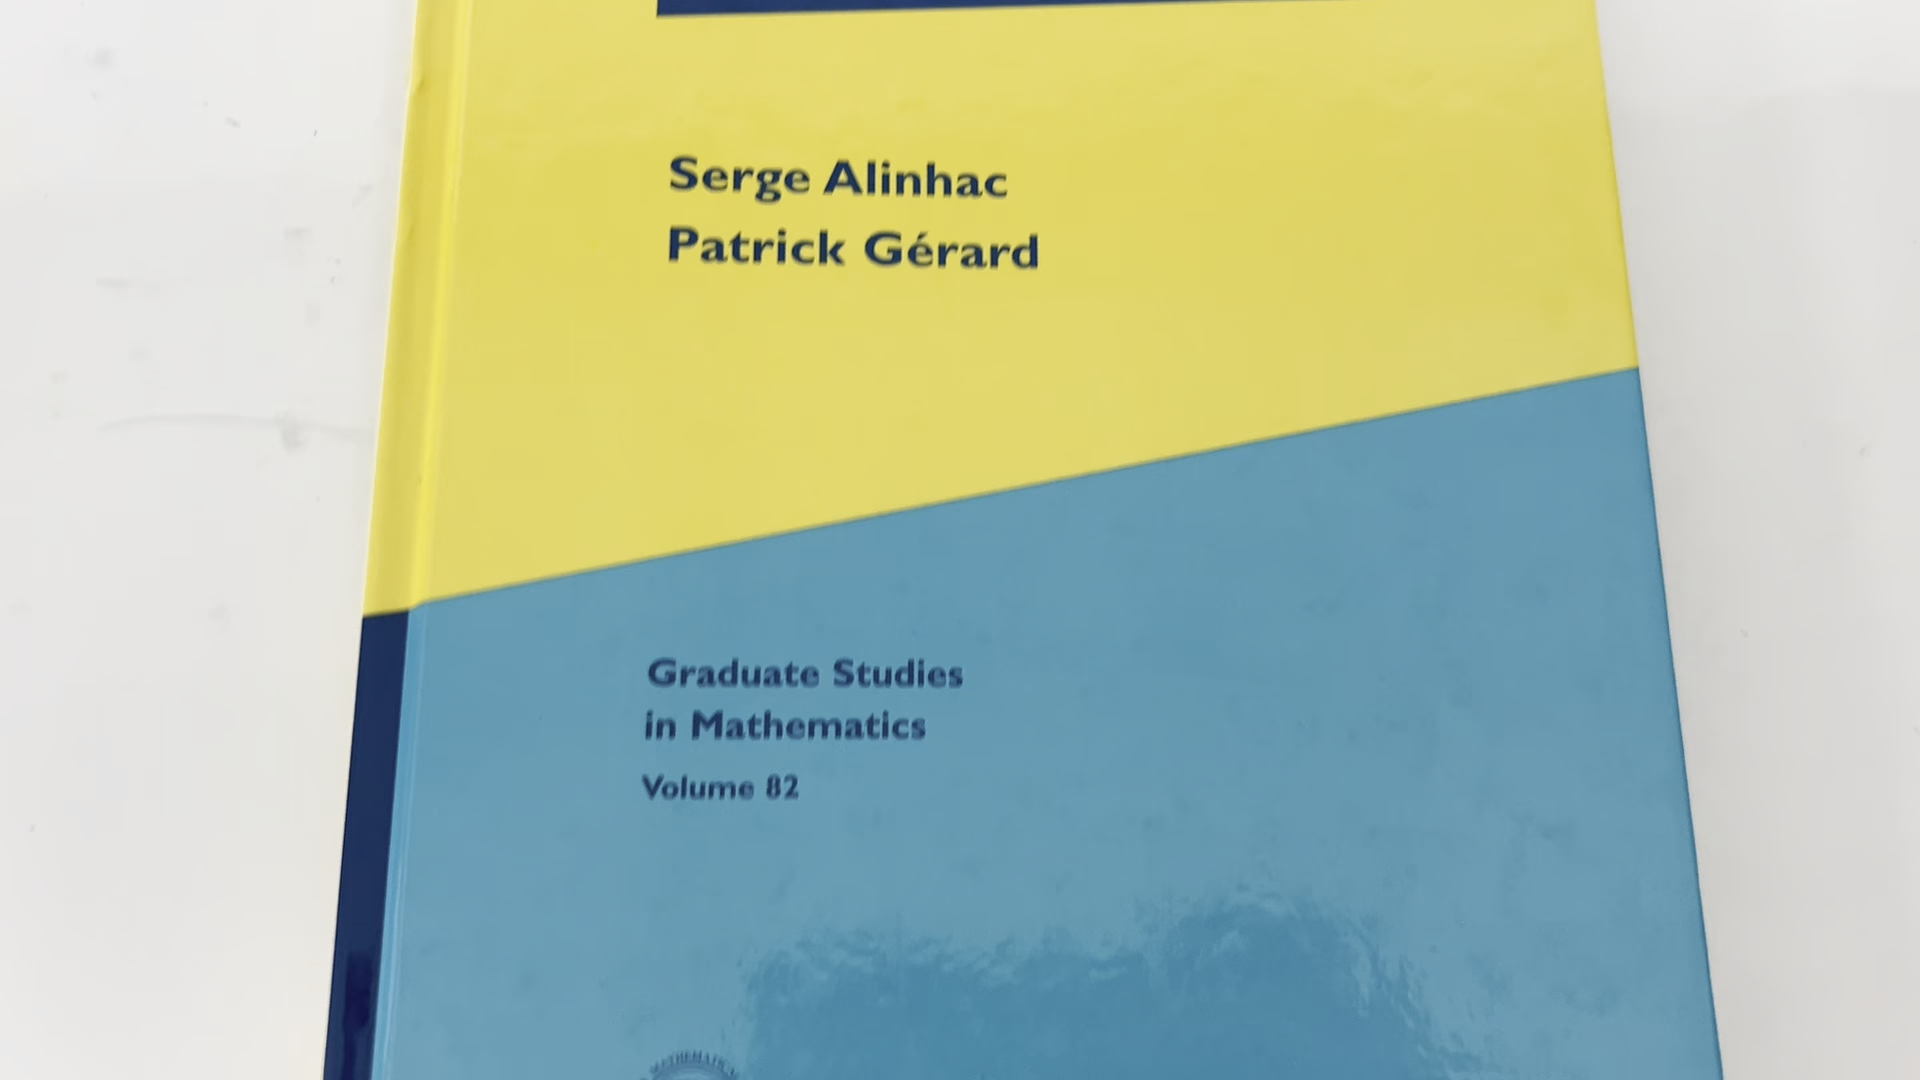 Serge Alinhac
Patrick Gérard
Graduate Studies
in Mathematics
Volume 82